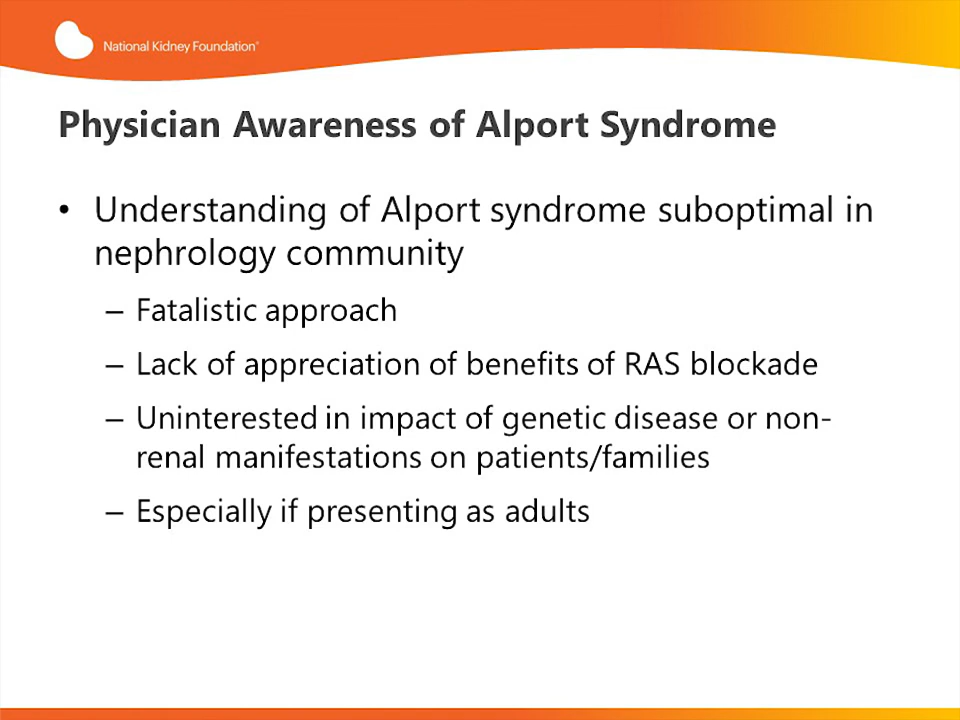 National Kidney Foundation®
Physician Awareness of Alport Syndrome
• Understanding of Alport syndrome suboptimal in
nephrology community
– Fatalistic approach
– Lack of appreciation of benefits of RAS blockade
– Uninterested in impact of genetic disease or non-
renal manifestations on patients/families
– Especially if presenting as adults